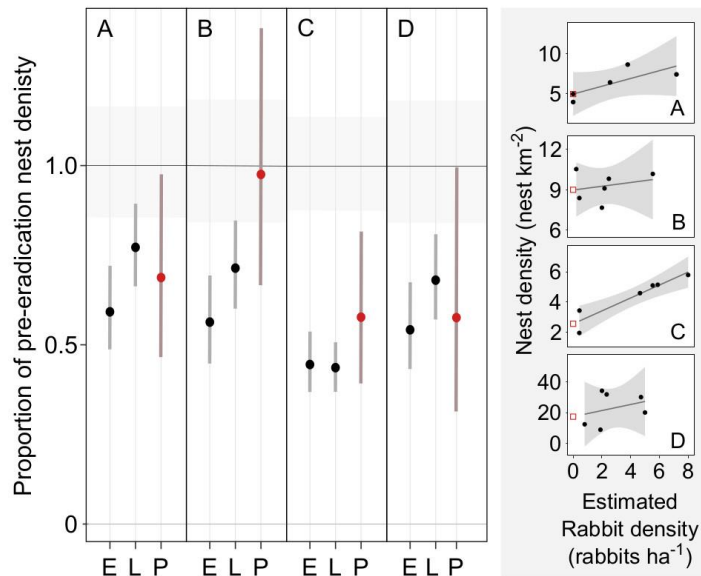 Proportion of pre-eradication nest denisty
1.0
0.5
0
A
B
C
D
E L P E L P E L P E L P
Nest density (nest km-2)
10
5
A
12
9
6
B
6
4
2
C
40
20
0
D
0 2 4 6 8
Estimated
Rabbit density
(rabbits ha-1)